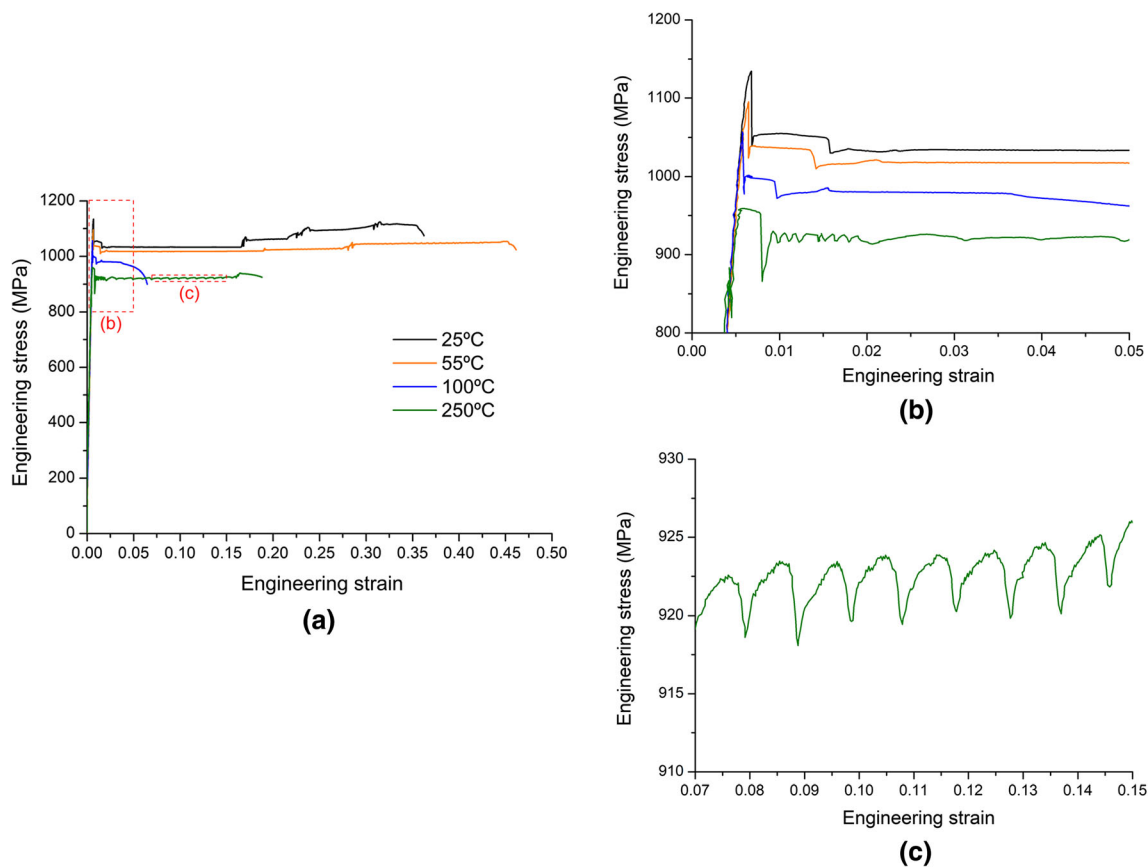 Engineering stress (MPa)
1200
1000
800
600
400
200
0
(b)
(c)
25ºC
55ºC
100ºC
250ºC
0.00 0.05 0.10 0.15 0.20 0.25 0.30 0.35 0.40 0.45 0.50
Engineering strain
(a)
Engineering stress (MPa)
1200
1100
1000
900
800
0.00 0.01 0.02 0.03 0.04 0.05
Engineering strain
(b)
Engineering stress (MPa)
930
925
920
915
910
0.07 0.08 0.09 0.10 0.11 0.12 0.13 0.14 0.15
Engineering strain
(c)